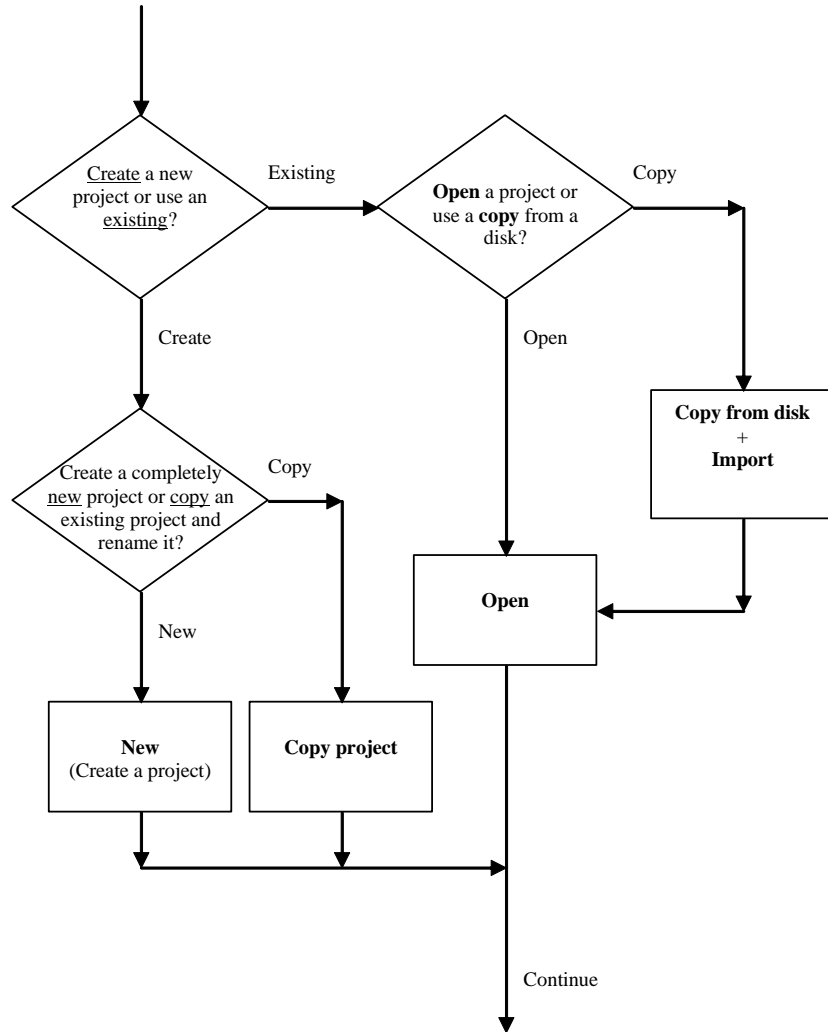 Create a new
project or use an
existing?
Existing
Open a project or
use a copy from a
disk?
Copy
Create
Open
Copy from disk
+
Import
Create a completely
new project or copy an
existing project and
rename it?
Copy
Open
New
New
(Create a project)
Copy project
Continue